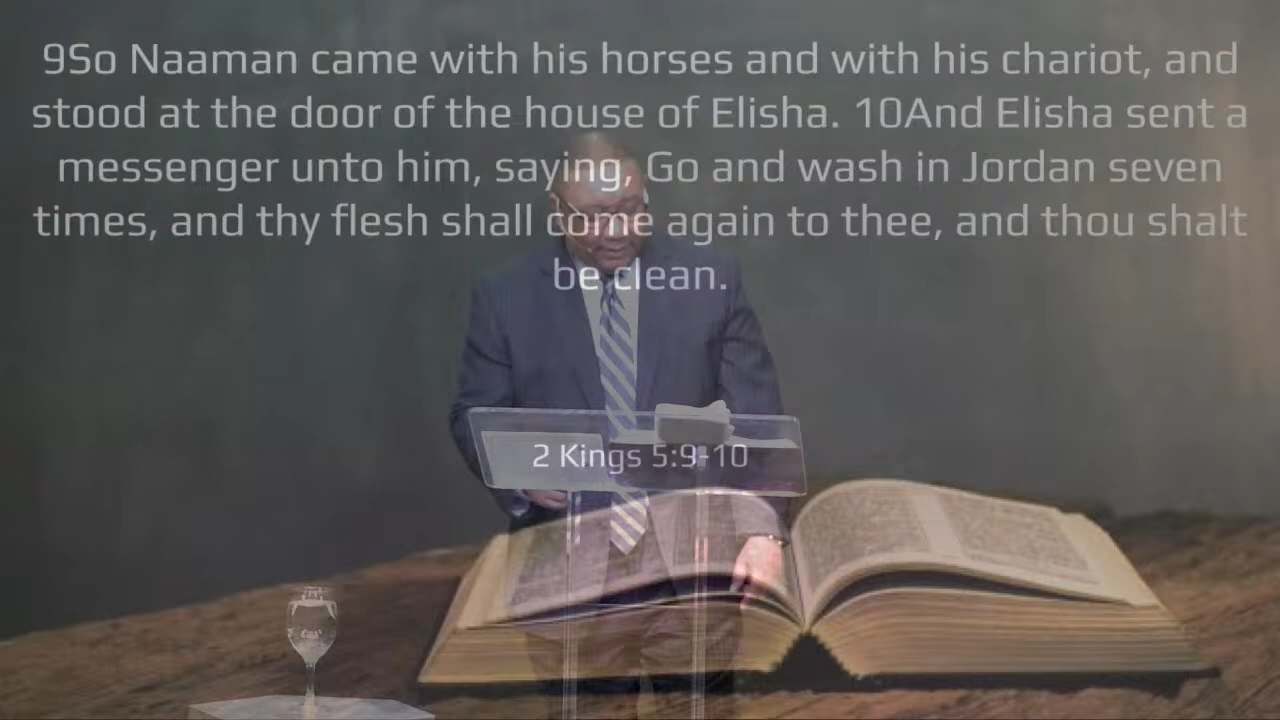 9So Naaman came with his horses and with his chariot, and
stood at the door of the house of Elisha. 10And Elisha sent a
messenger unto him, saying, Go and wash in Jordan seven
times, and thy flesh shall come again to thee, and thou shalt
be clean.
2 Kings 5:9-10